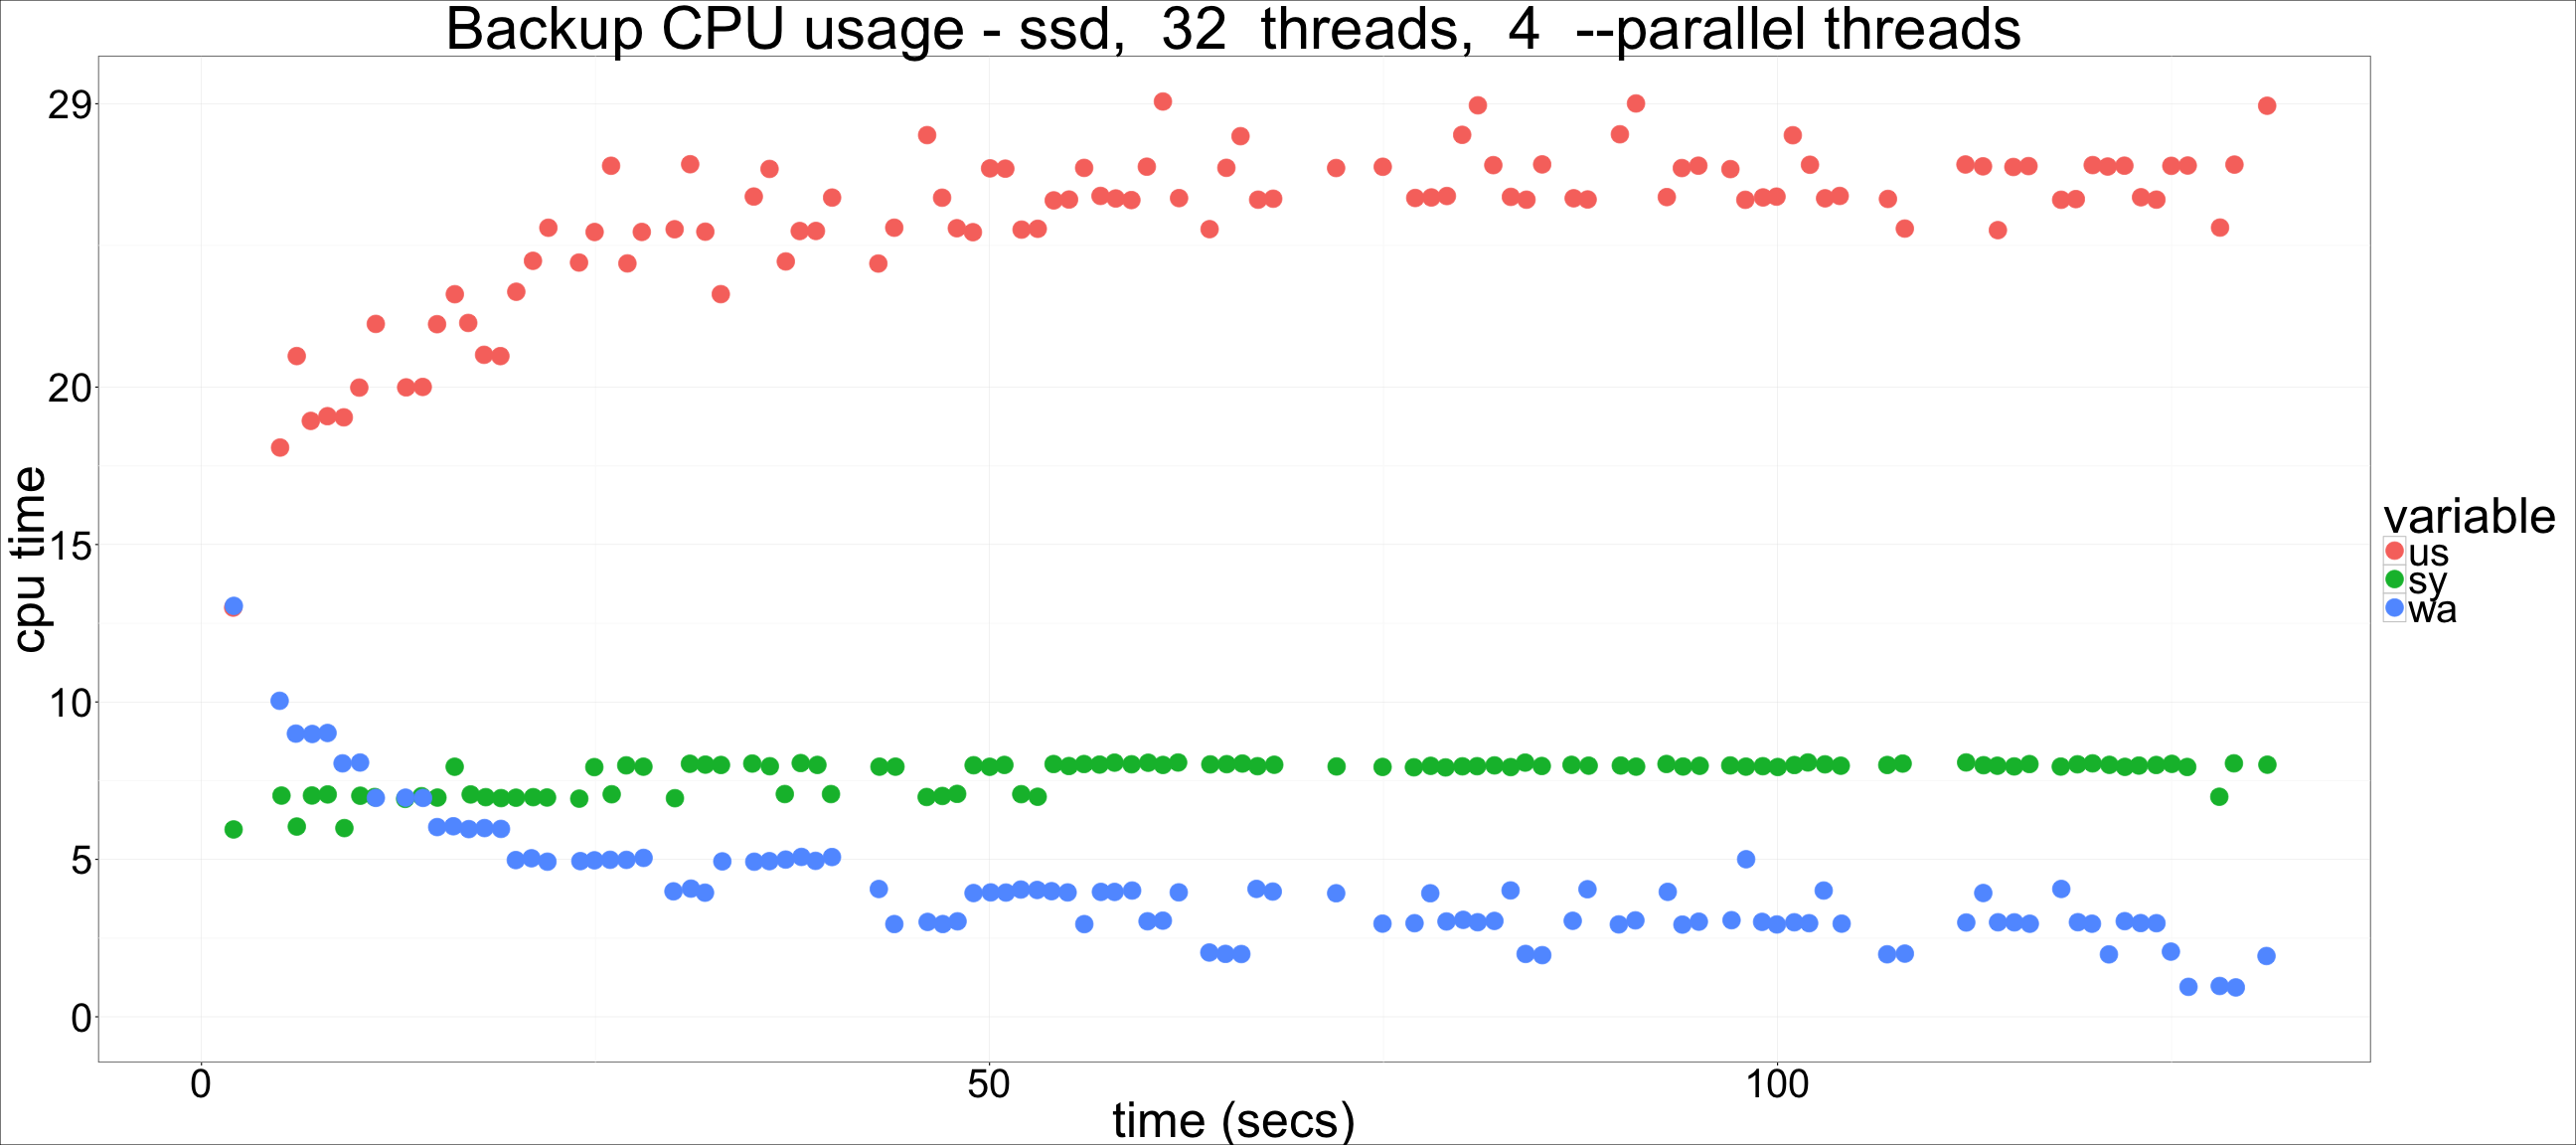 Backup CPU usage - ssd, 32 threads, 4 --parallel threads
29
20
15
10
5
0
cpu time
0 50 100
time (secs)
variable
us
sy
wa